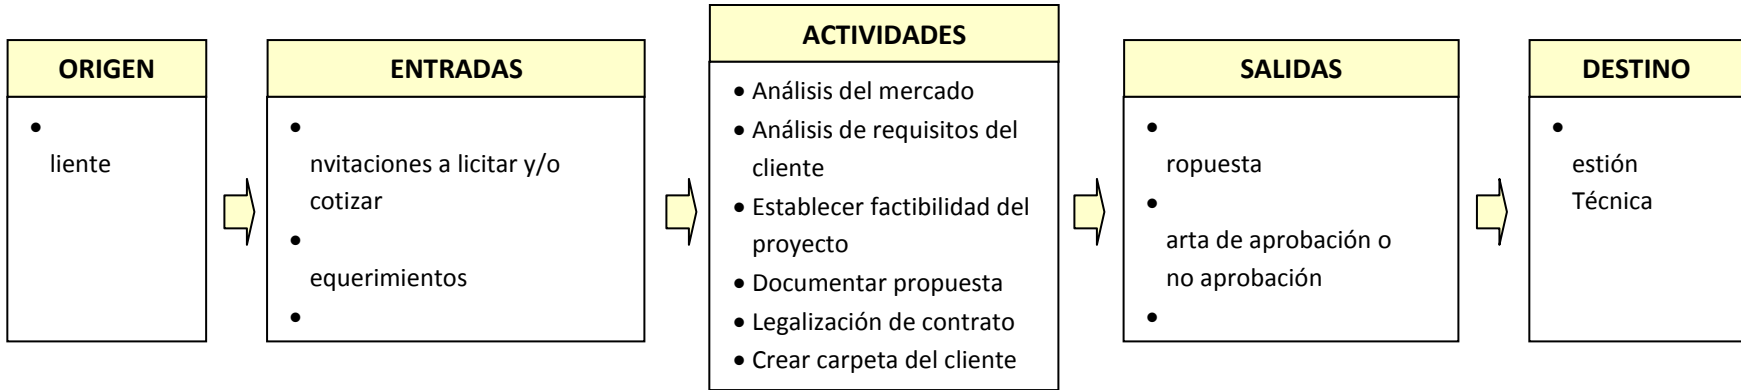 ORIGEN
• 
liente
ENTRADAS
• 
nvitaciones a licitar y/o
cotizar
• 
equerimientos
• 
ACTIVIDADES
• Análisis del mercado
• Análisis de requisitos del
cliente
• Establecer factibilidad del
proyecto
• Documentar propuesta
• Legalización de contrato
• Crear carpeta del cliente
SALIDAS
• 
ropuesta
• 
arta de aprobación o
no aprobación
• 
DESTINO
• 
estión
Técnica